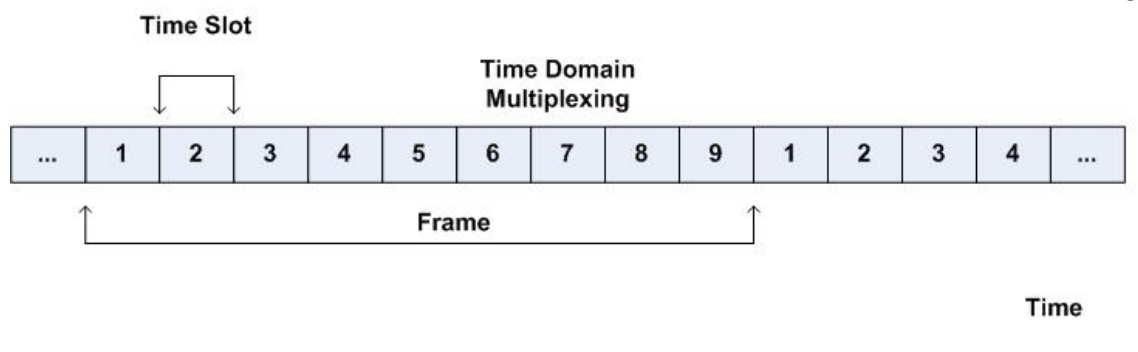 Time Slot
Time Domain
Multiplexing
... 1 2 3 4 5 6 7 8 9 1 2 3 4 ...
Frame
Time